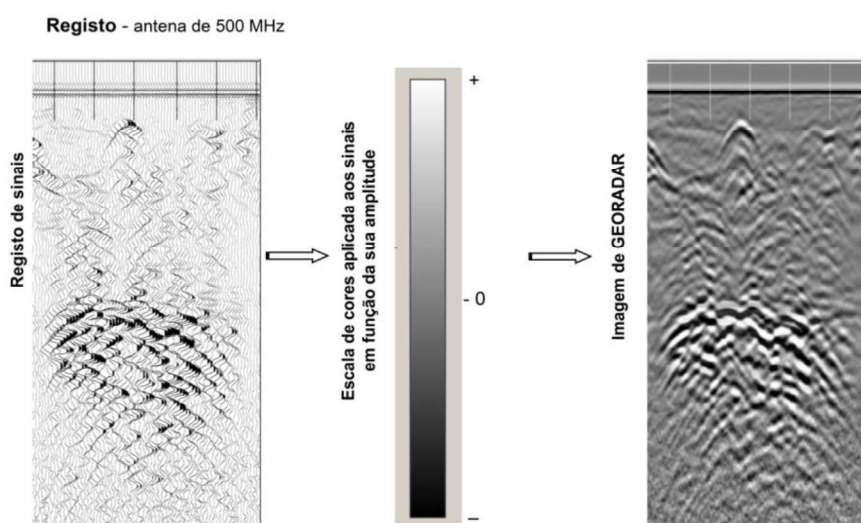 Registo - antena de 500 MHz
Registo de sinais
Escala de cores aplicada aos sinais
em função da sua amplitude
+
- 0
–
Imagem de GEORADAR